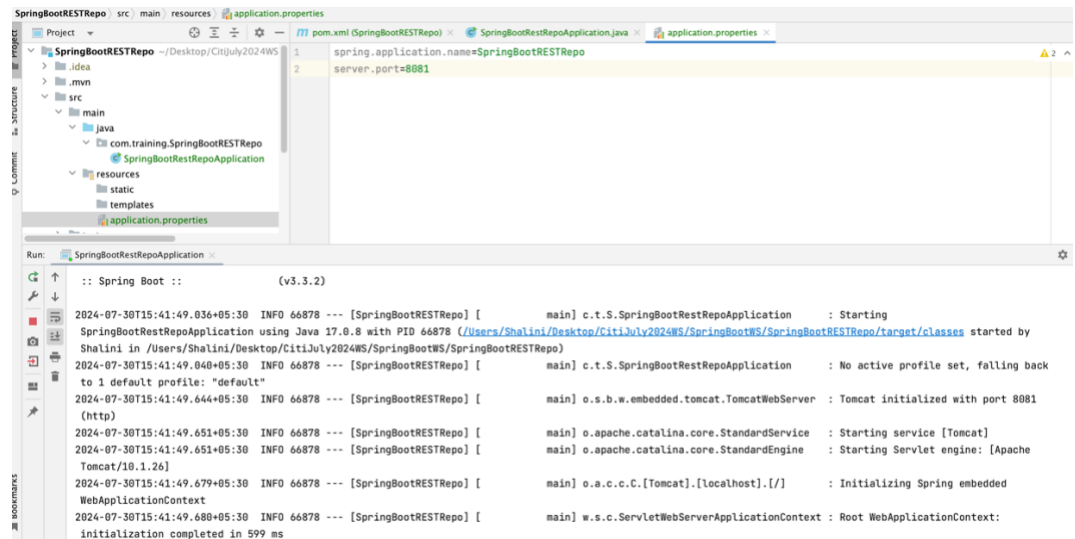 SpringBootRESTRepo src main resources application.properties
Project
pom.xml (SpringBootRESTRepo)
SpringBootRestRepoApplication.java
application.properties
Project
Structure
Commit
Bookmarks
SpringBootRESTRepo ~/Desktop/CitiJuly2024WS
.idea
.mvn
src
main
java
com.training.SpringBootRESTRepo
SpringBootRestRepoApplication
resources
static
templates
application.properties
1 spring.application.name=SpringBootRESTRepo
2 server.port=8081
2
Run: SpringBootRestRepoApplication
:: Spring Boot :: (v3.3.2)
2024-07-30T15:41:49.036+05:30 INFO 66878 --- [SpringBootRESTRepo] [ main] c.t.S.SpringBootRestRepoApplication : Starting
SpringBootRestRepoApplication using Java 17.0.8 with PID 66878 (/Users/Shalini/Desktop/CitiJuly2024WS/SpringBootWS/SpringBootRESTRepo/target/classes started by
Shalini in /Users/Shalini/Desktop/CitiJuly2024WS/SpringBootWS/SpringBootRESTRepo)
2024-07-30T15:41:49.040+05:30 INFO 66878 --- [SpringBootRESTRepo] [ main] c.t.S.SpringBootRestRepoApplication : No active profile set, falling back
to 1 default profile: "default"
2024-07-30T15:41:49.644+05:30 INFO 66878 --- [SpringBootRESTRepo] [ main] o.s.b.w.embedded.tomcat.TomcatWebServer : Tomcat initialized with port 8081
(http)
2024-07-30T15:41:49.651+05:30 INFO 66878 --- [SpringBootRESTRepo] [ main] o.apache.catalina.core.StandardService : Starting service [Tomcat]
2024-07-30T15:41:49.651+05:30 INFO 66878 --- [SpringBootRESTRepo] [ main] o.apache.catalina.core.StandardEngine : Starting Servlet engine: [Apache
Tomcat/10.1.26]
2024-07-30T15:41:49.679+05:30 INFO 66878 --- [SpringBootRESTRepo] [ main] o.a.c.c.C.[Tomcat].[localhost].[/] : Initializing Spring embedded
WebApplicationContext
2024-07-30T15:41:49.680+05:30 INFO 66878 --- [SpringBootRESTRepo] [ main] w.s.c.ServletWebServerApplicationContext : Root WebApplicationContext:
initialization completed in 599 ms